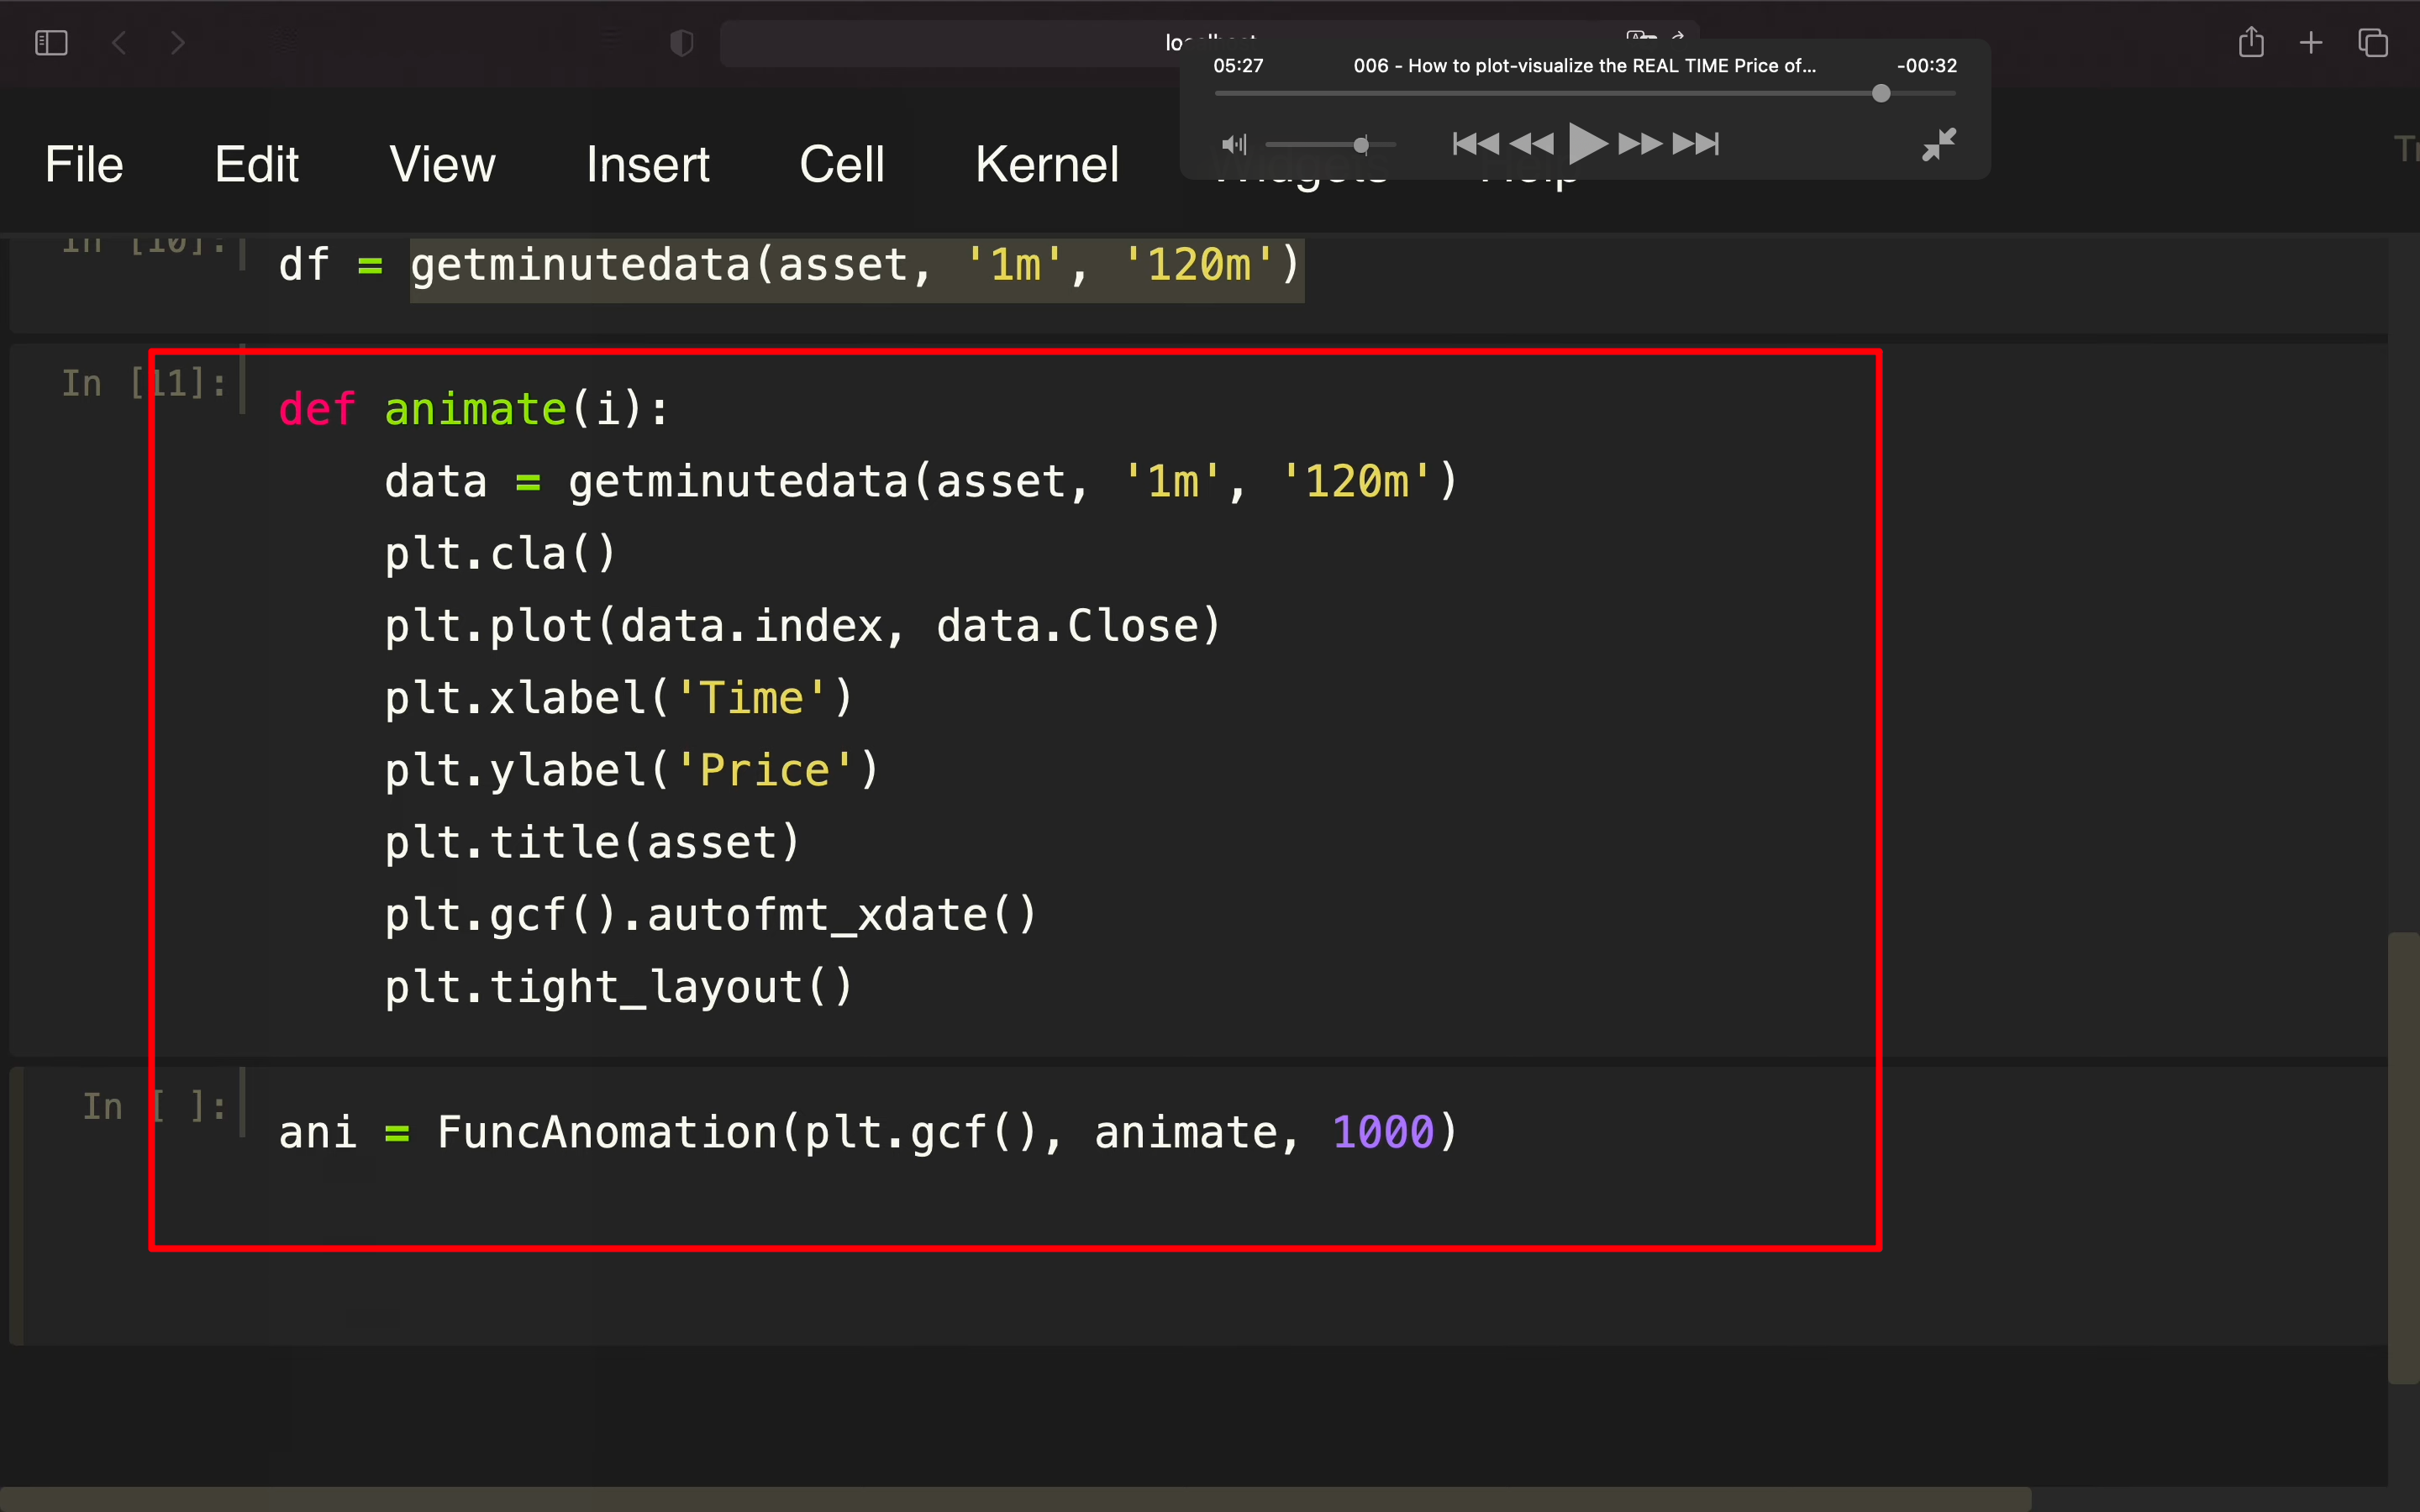 05:27 006 - How to plot-visualize the REAL TIME Price of... -00:32
File Edit View Insert Cell Kernel Widgets Help
In [10]: df = getminutedata(asset, '1m', '120m')
In [11]: def animate(i):
data = getminutedata(asset, '1m', '120m')
plt.cla()
plt.plot(data.index, data.Close)
plt.xlabel('Time')
plt.ylabel('Price')
plt.title(asset)
plt.gcf().autofmt_xdate()
plt.tight_layout()
In [ ]: ani = FuncAnomation(plt.gcf(), animate, 1000)